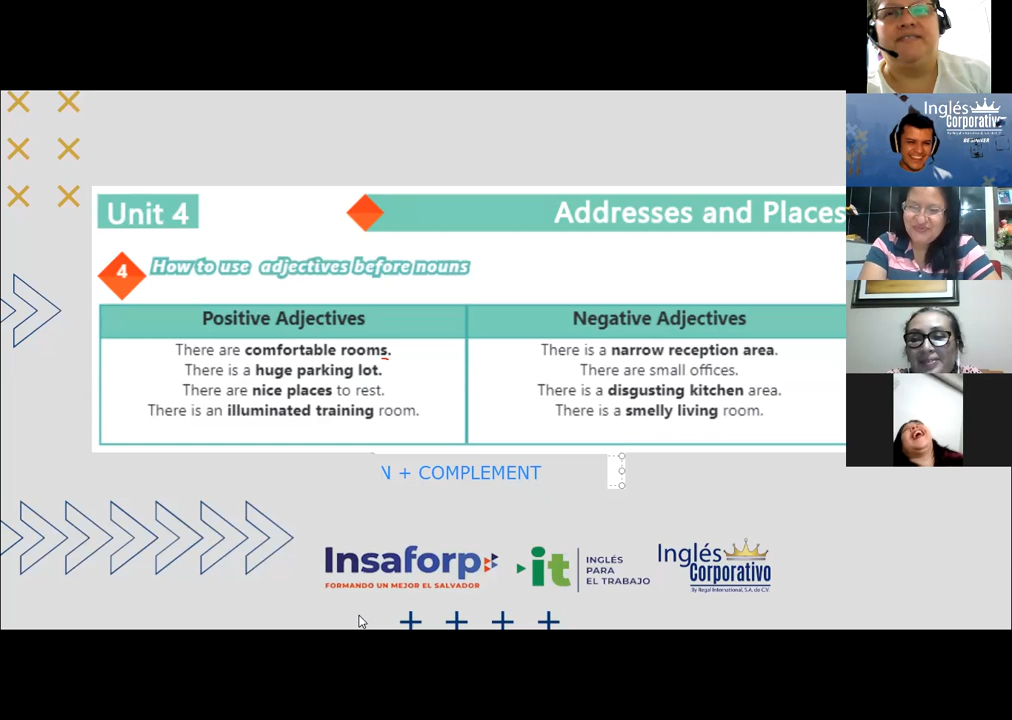 Inglés
Corporativo
Unit 4
Addresses and Places
4
How to use adjectives before nouns
Positive Adjectives
Negative Adjectives
There are comfortable rooms.
There is a huge parking lot.
There are nice places to rest.
There is an illuminated training room.
There is a narrow reception area.
There are small offices.
There is a disgusting kitchen area.
There is a smelly living room.
N + COMPLEMENT
Insaforp
FORMANDO UN MEJOR EL SALVADOR
it
INGLÉS
PARA
EL TRABAJO
Inglés
Corporativo
By Regal International, S.A. de C.V.